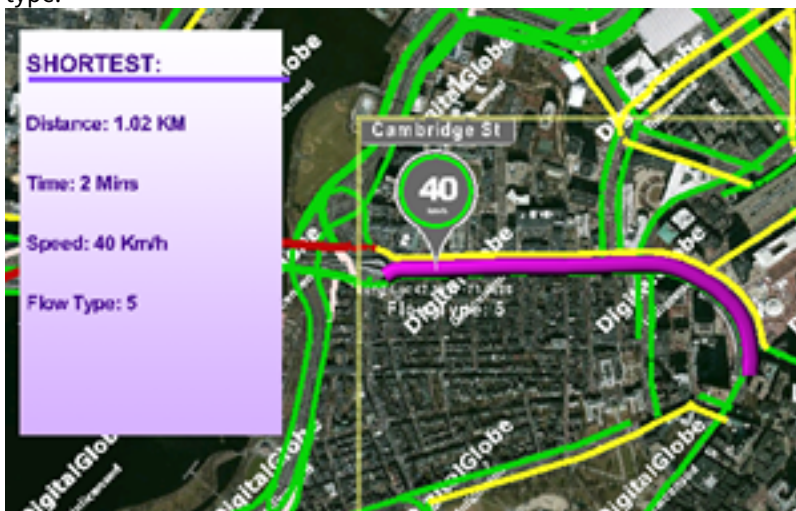 type.
SHORTEST:
Distance: 1.02 KM
Time: 2 Mins
Speed: 40 Km/h
Flow Type: 5
Cambridge St
40
Flow Type: 5
DigitalGlobe
DigitalGlobe
DigitalGlobe
DigitalGlobe
DigitalGlobe
DigitalGlobe
DigitalGlobe